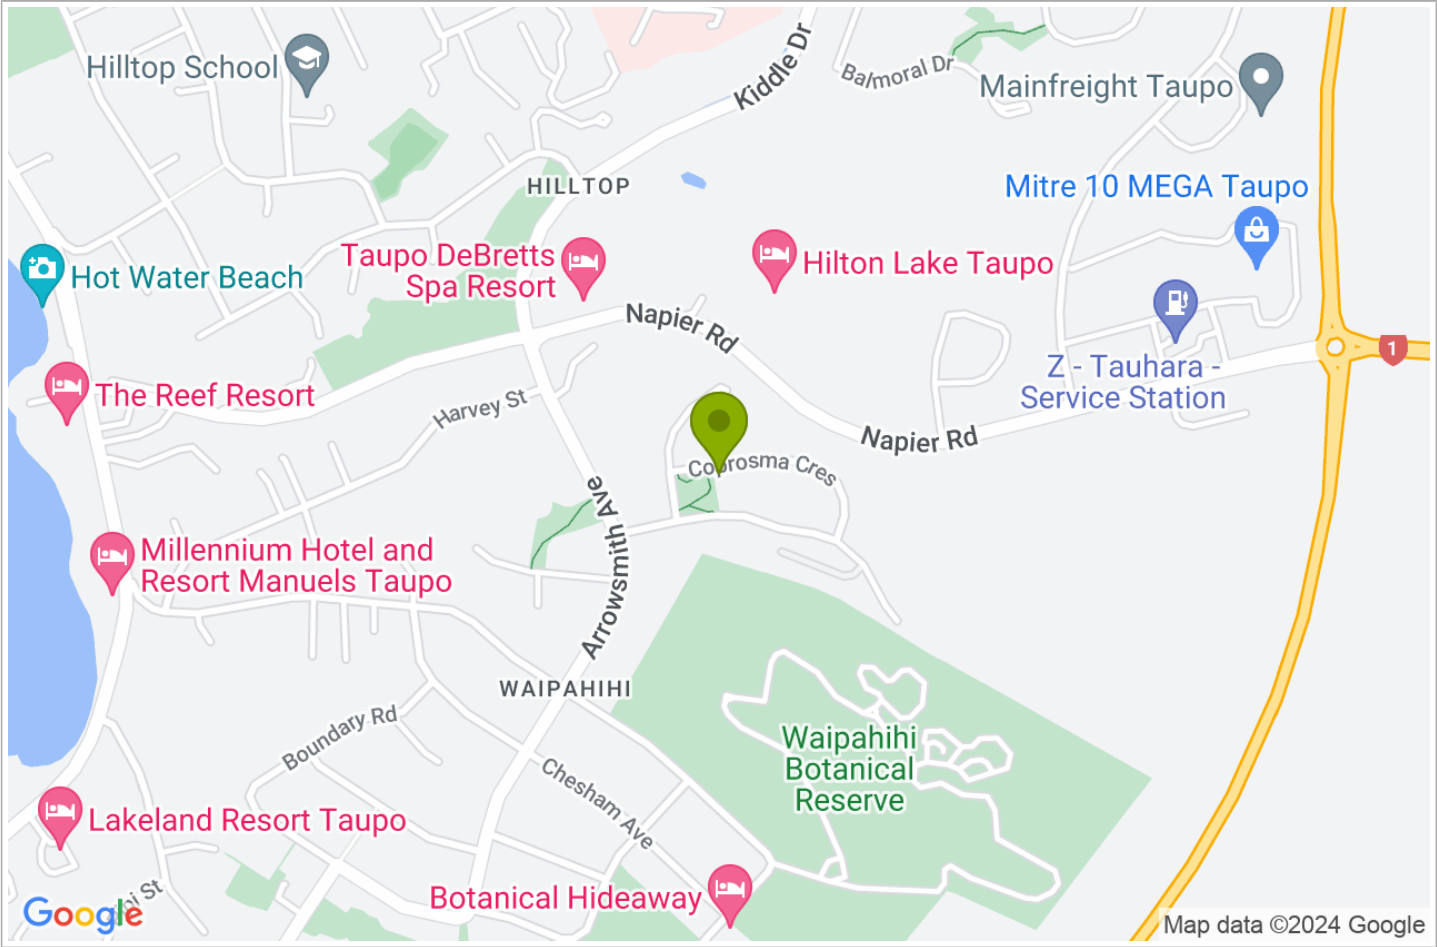 Kiddle Dr
Balmoral Dr
Hilltop School
Mainfreight Taupo
HILLTOP
Mitre 10 MEGA Taupo
Taupo DeBretts
Spa Resort
Hilton Lake Taupo
Hot Water Beach
Napier Rd
1
Z - Tauhara -
Service Station
The Reef Resort
Harvey St
Napier Rd
Coprosma Cres
Arrowsmith Ave
Millennium Hotel and
Resort Manuels Taupo
WAIPAHIHI
Boundary Rd
Waipahihi
Botanical
Reserve
Chesham Ave
Lakeland Resort Taupo
Botanical Hideaway
St
Google
Map data ©2024 Google